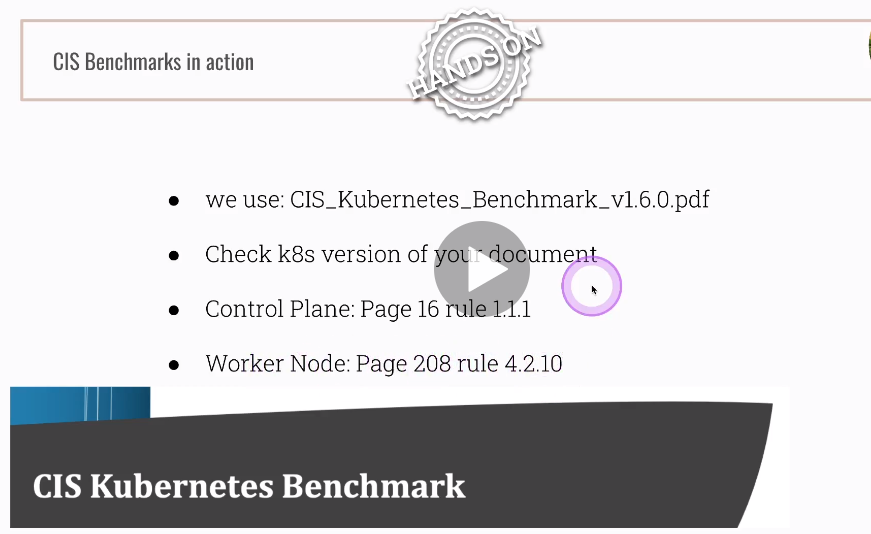 CIS Benchmarks in action
HANDS ON
● we use: CIS_Kubernetes_Benchmark_v1.6.0.pdf
● Check k8s version of your document
● Control Plane: Page 16 rule 1.1.1
● Worker Node: Page 208 rule 4.2.10
CIS Kubernetes Benchmark